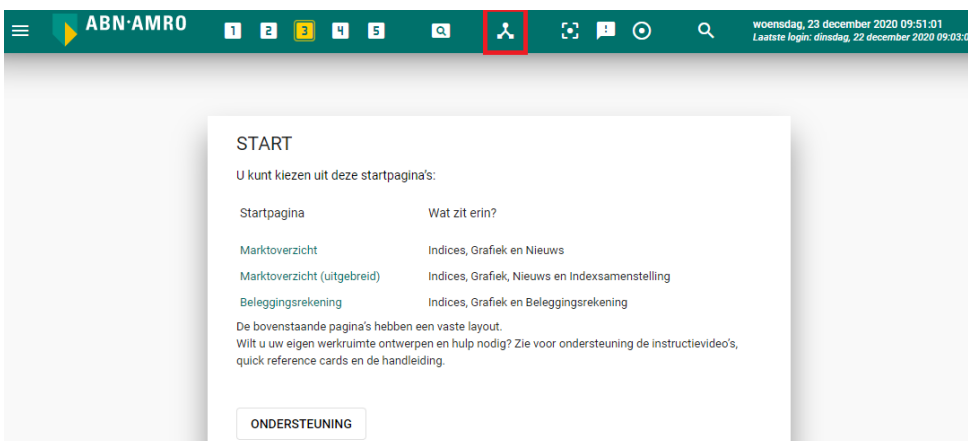 ABN·AMRO
1 2 3 4 5
woensdag, 23 december 2020 09:51:01
Laatste login: dinsdag, 22 december 2020 09:03:0
START
U kunt kiezen uit deze startpagina's:
Startpagina Wat zit erin?
Marktoverzicht Indices, Grafiek en Nieuws
Marktoverzicht (uitgebreid) Indices, Grafiek, Nieuws en Indexsamenstelling
Beleggingsrekening Indices, Grafiek en Beleggingsrekening
De bovenstaande pagina's hebben een vaste layout.
Wilt u uw eigen werkruimte ontwerpen en hulp nodig? Zie voor ondersteuning de instructievideo's,
quick reference cards en de handleiding.
ONDERSTEUNING